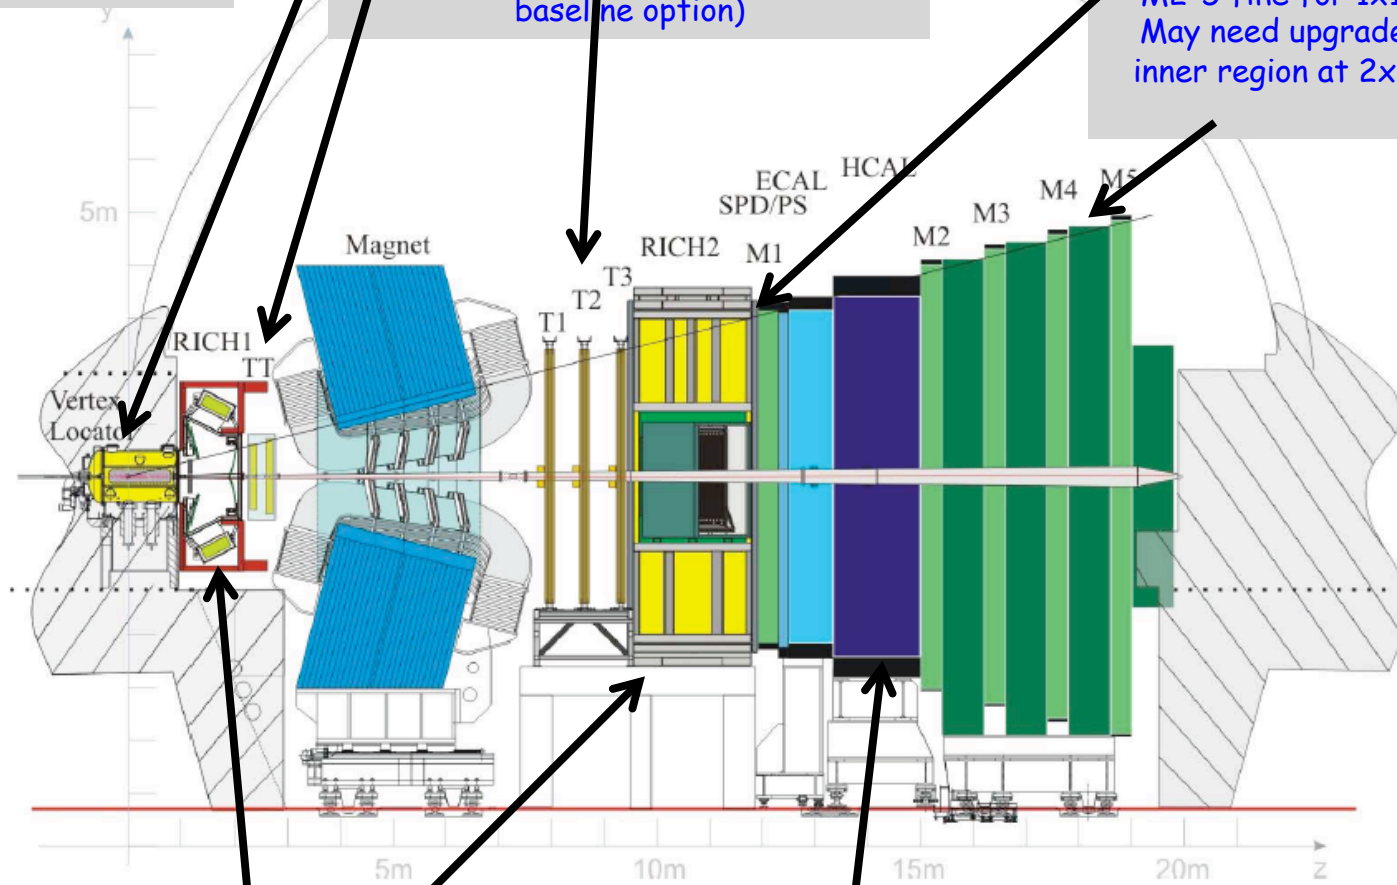 baseline option)
May need upgrade
inner region at 2x
y
5m
Magnet
RICH1
TT
Vertex
Locator
T1
T2
T3
RICH2
M1
SPD/PS
ECAL
HCAL
M2
M3
M4
M5
5m
10m
15m
20m
z